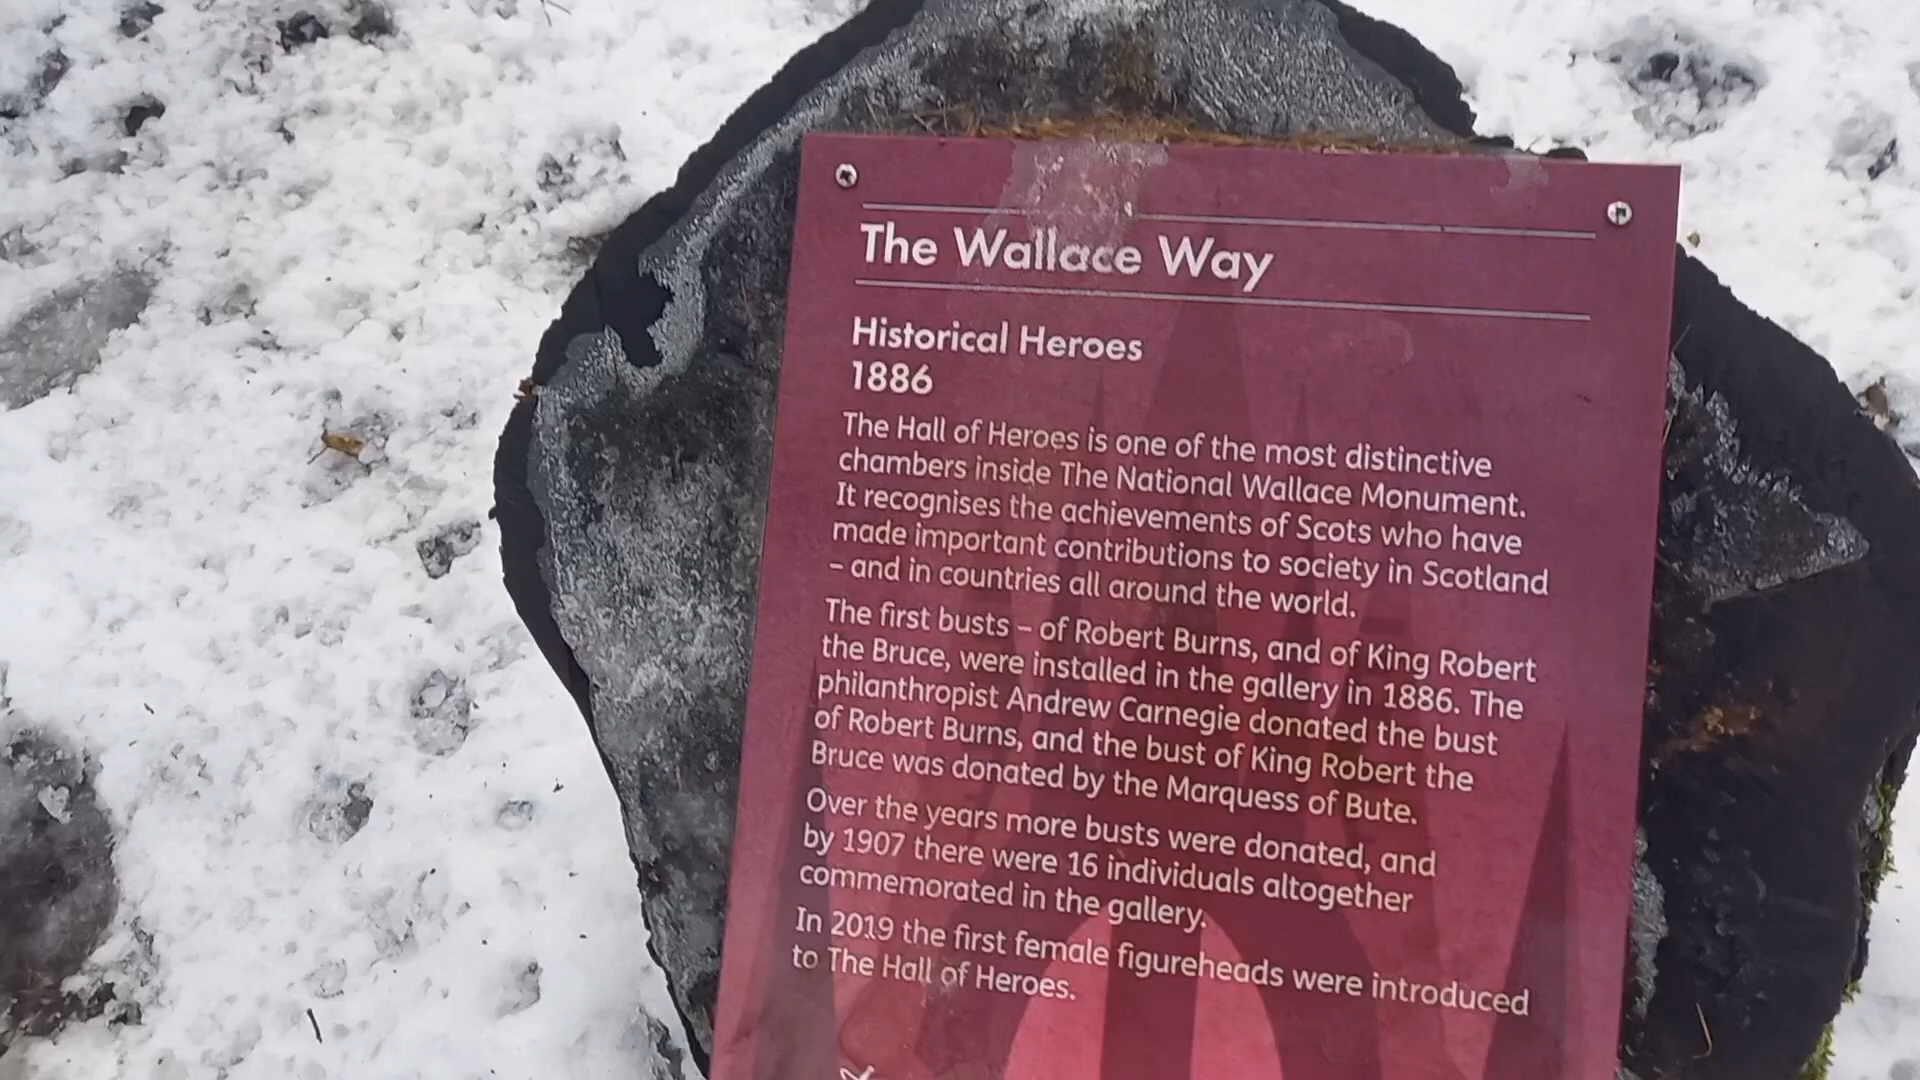 The Wallace Way
Historical Heroes
1886
The Hall of Heroes is one of the most distinctive
chambers inside The National Wallace Monument.
It recognises the achievements of Scots who have
made important contributions to society in Scotland
– and in countries all around the world.
The first busts – of Robert Burns, and of King Robert
the Bruce, were installed in the gallery in 1886. The
philanthropist Andrew Carnegie donated the bust
of Robert Burns, and the bust of King Robert the
Bruce was donated by the Marquess of Bute.
Over the years more busts were donated, and
by 1907 there were 16 individuals altogether
commemorated in the gallery.
In 2019 the first female figureheads were introduced
to The Hall of Heroes.